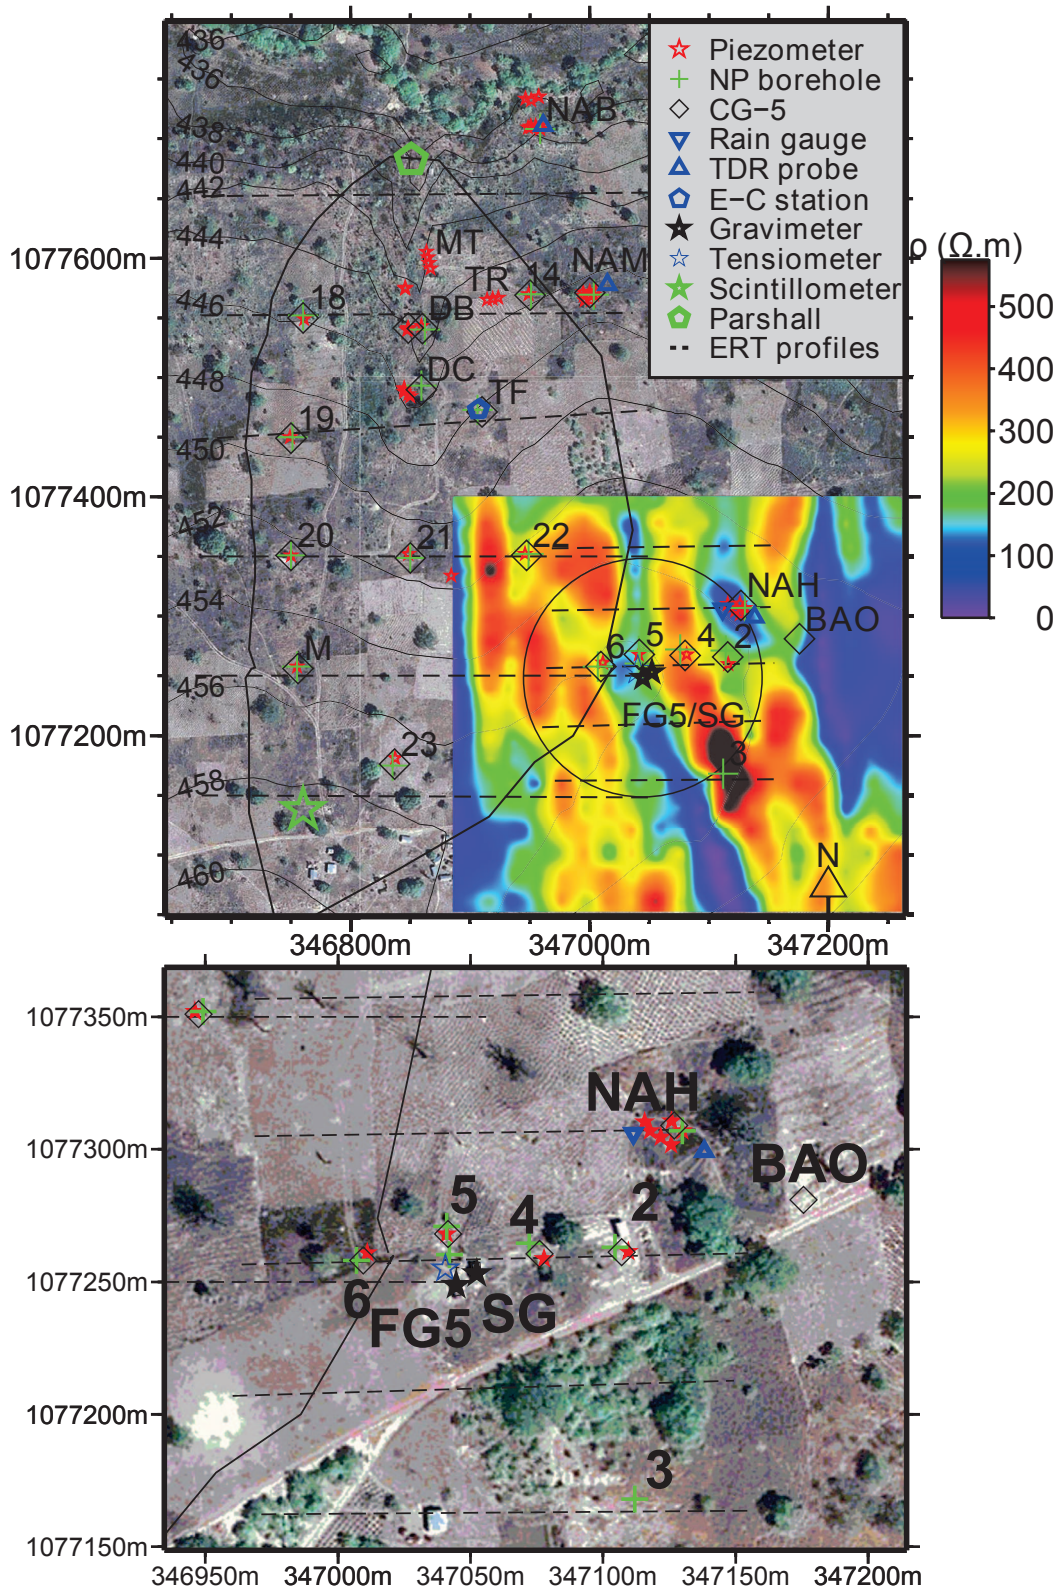 436
436
438
440
442
444
446
448
450
452
454
456
458
460
Piezometer
NP borehole
CG−5
Rain gauge
TDR probe
E−C station
Gravimeter
Tensiometer
Scintillometer
Parshall
ERT profiles
NAB
MT
TR
14
NAM
18
DB
DC
TF
19
20
21
22
NAH
BAO
M
6
5
4
2
FG5/SG
23
3
N
ρ (Ω.m)
500
400
300
200
100
0
1077600m
1077400m
1077200m
346800m
347000m
347200m
1077350m
1077300m
1077250m
1077200m
1077150m
NAH
BAO
5
4
2
6
FG5
SG
3
346950m
347000m
347050m
347100m
347150m
347200m